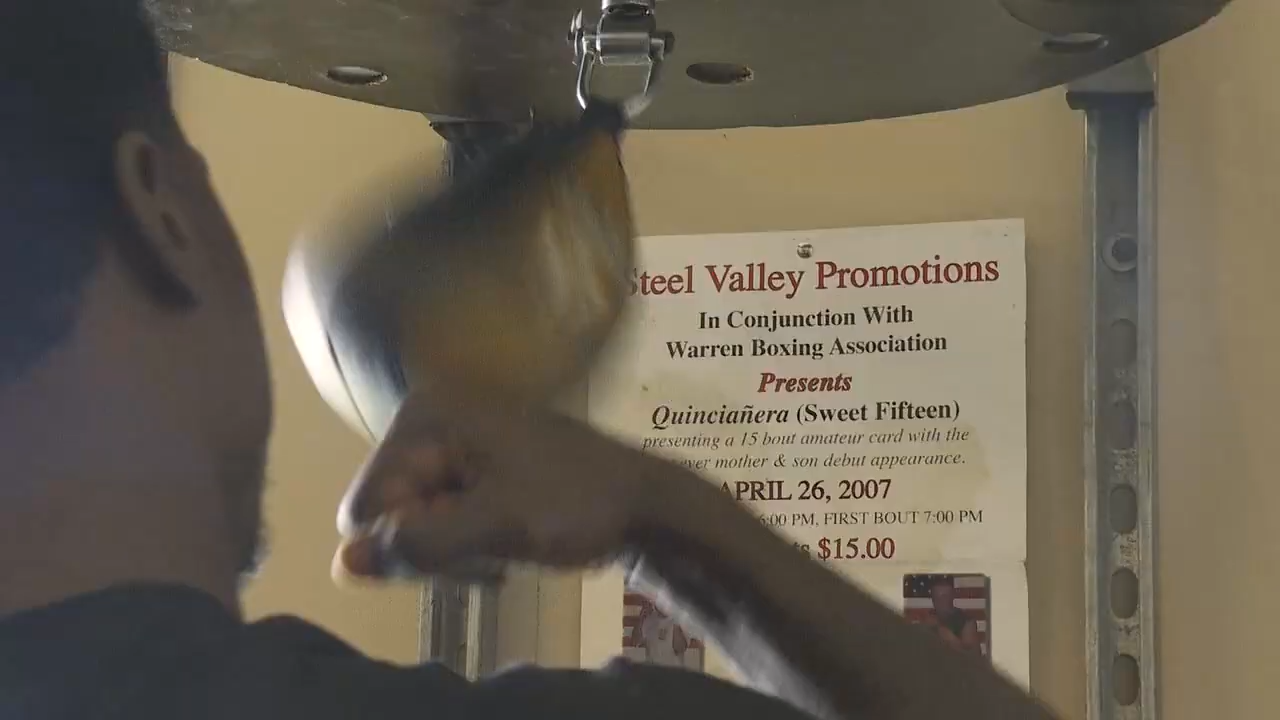 Steel Valley Promotions
In Conjunction With
Warren Boxing Association
Presents
Quinciañera (Sweet Fifteen)
presenting a 15 bout amateur card with the
mother & son debut appearance.
APRIL 26, 2007
6:00 PM, FIRST BOUT 7:00 PM
$15.00